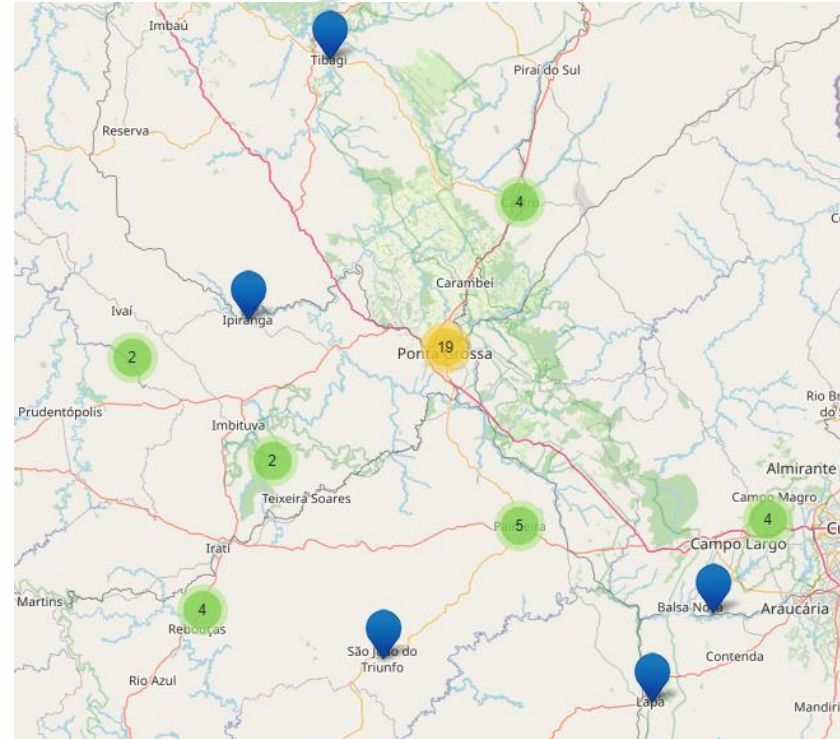 Imbaú
Tibagi
Piraí do Sul
Reserva
4
Carambeí
Ivaí
Ipiranga
19
Ponta Grossa
2
Prudentópolis
Imbituva
2
Teixeira Soares
Almirante
Campo Magro
4
5
Palmeira
Campo Largo
Irati
Martins
4
Rebouças
Balsa Nova
Araucária
São João do
Triunfo
Contenda
Rio Azul
Lapa